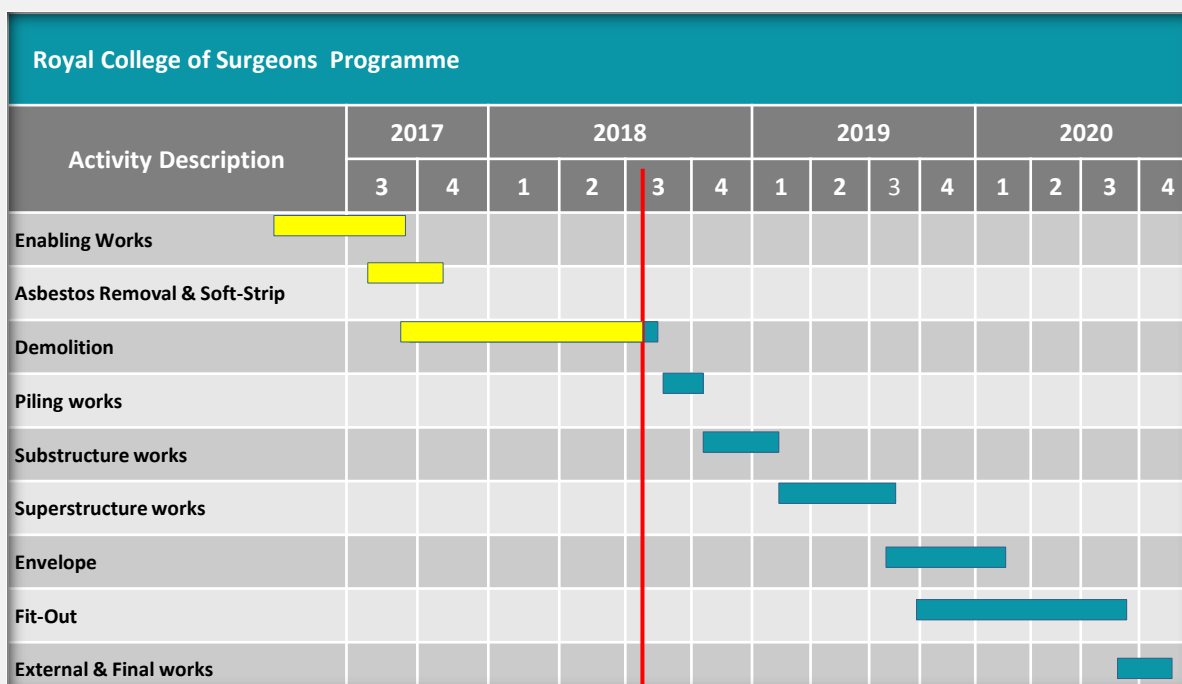 Royal College of Surgeons  Programme
Activity Description
2017 2018 2019 2020
3 4 1 2 3 4 1 2 3 4 1 2 3 4
Enabling Works
Asbestos Removal & Soft-Strip
Demolition
Piling works
Substructure works
Superstructure works
Envelope
Fit-Out
External & Final works